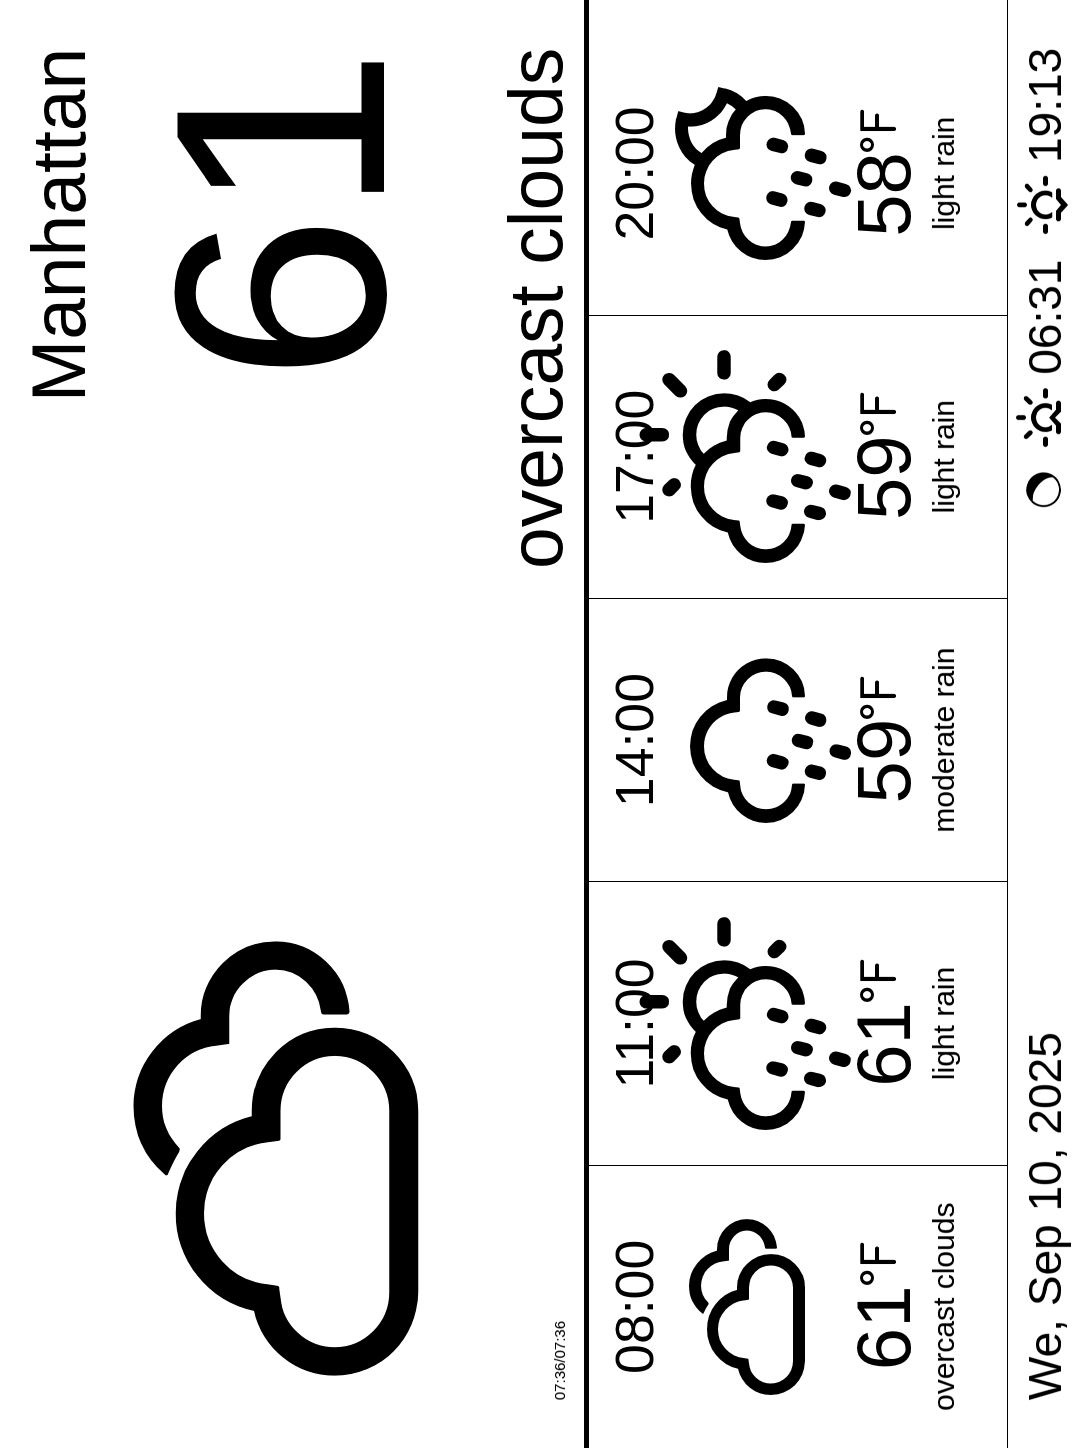 Manhattan
61
overcast clouds
07:36/07:36
08:00
61°F
overcast clouds
11:00
61°F
light rain
14:00
59°F
moderate rain
17:00
59°F
light rain
20:00
58°F
light rain
We, Sep 10, 2025
06:31
19:13